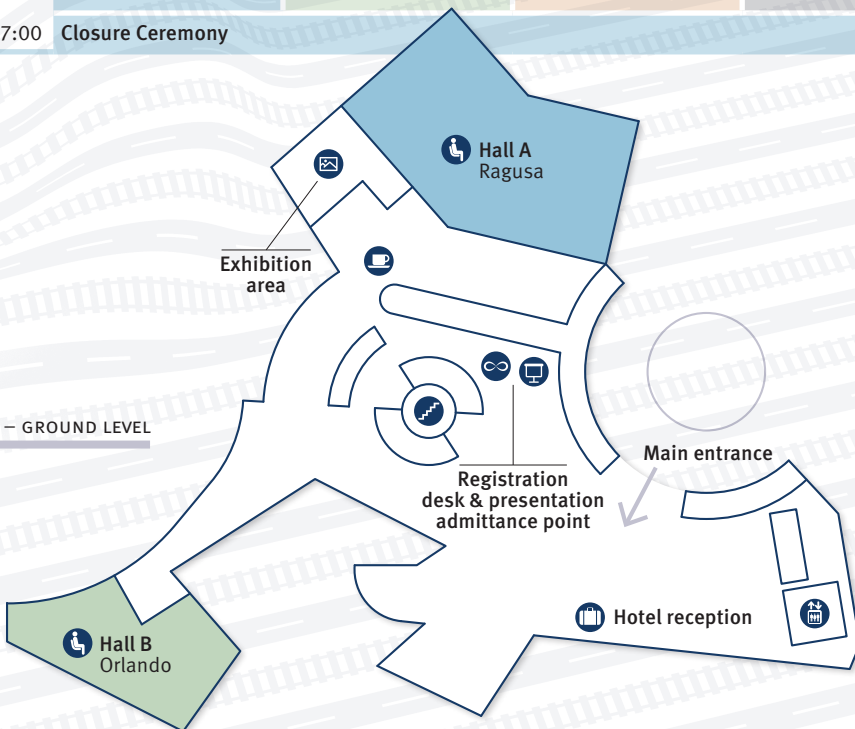 7:00 Closure Ceremony
Hall A
Ragusa
Exhibition
area
– GROUND LEVEL
Main entrance
Registration
desk & presentation
admittance point
Hotel reception
Hall B
Orlando